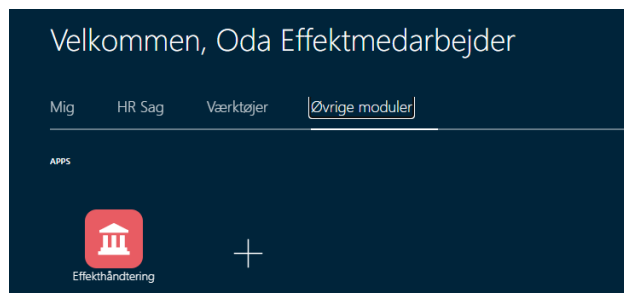 Velkommen, Oda Effektmedarbejder
Mig HR Sag Værktøjer Øvrige moduler
APPS
Effekthåndtering